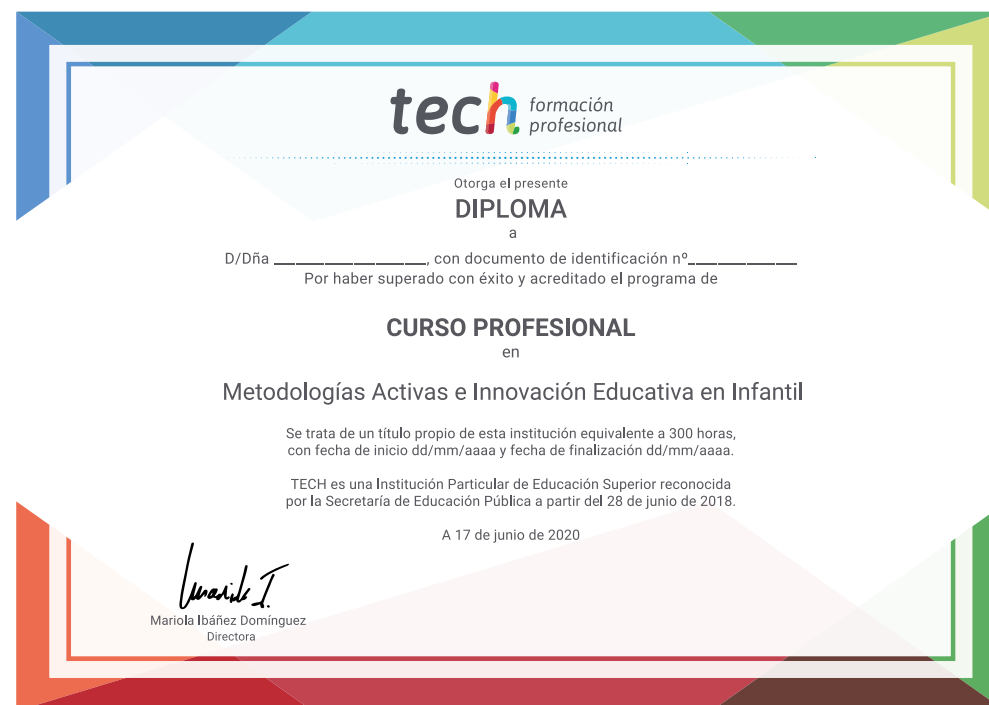 tech formación
profesional
Otorga el presente
DIPLOMA
a
D/Dña _________________, con documento de identificación nº____________
Por haber superado con éxito y acreditado el programa de
CURSO PROFESIONAL
en
Metodologías Activas e Innovación Educativa en Infantil
Se trata de un título propio de esta institución equivalente a 300 horas,
con fecha de inicio dd/mm/aaaa y fecha de finalización dd/mm/aaaa.
TECH es una Institución Particular de Educación Superior reconocida
por la Secretaría de Educación Pública a partir del 28 de junio de 2018.
A 17 de junio de 2020
Mariola Ibáñez Domínguez
Directora